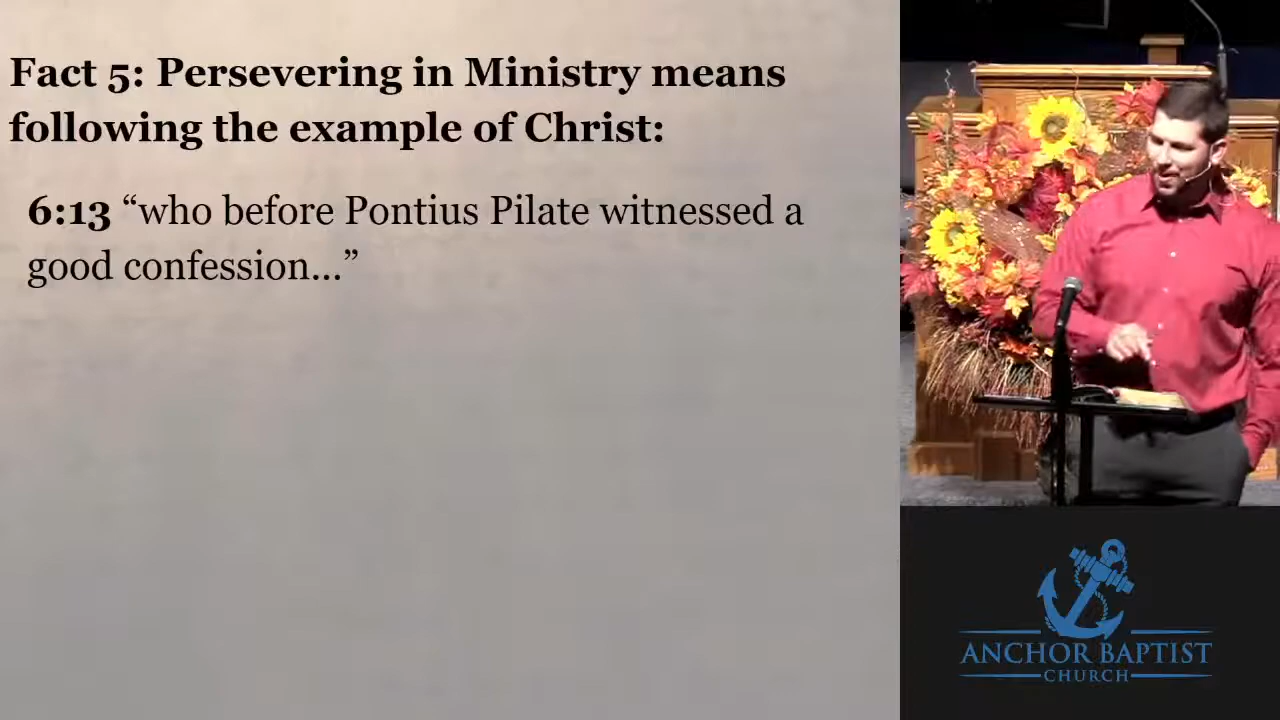 Fact 5: Persevering in Ministry means
following the example of Christ:
6:13 “who before Pontius Pilate witnessed a
good confession...”
ANCHOR BAPTIST
CHURCH